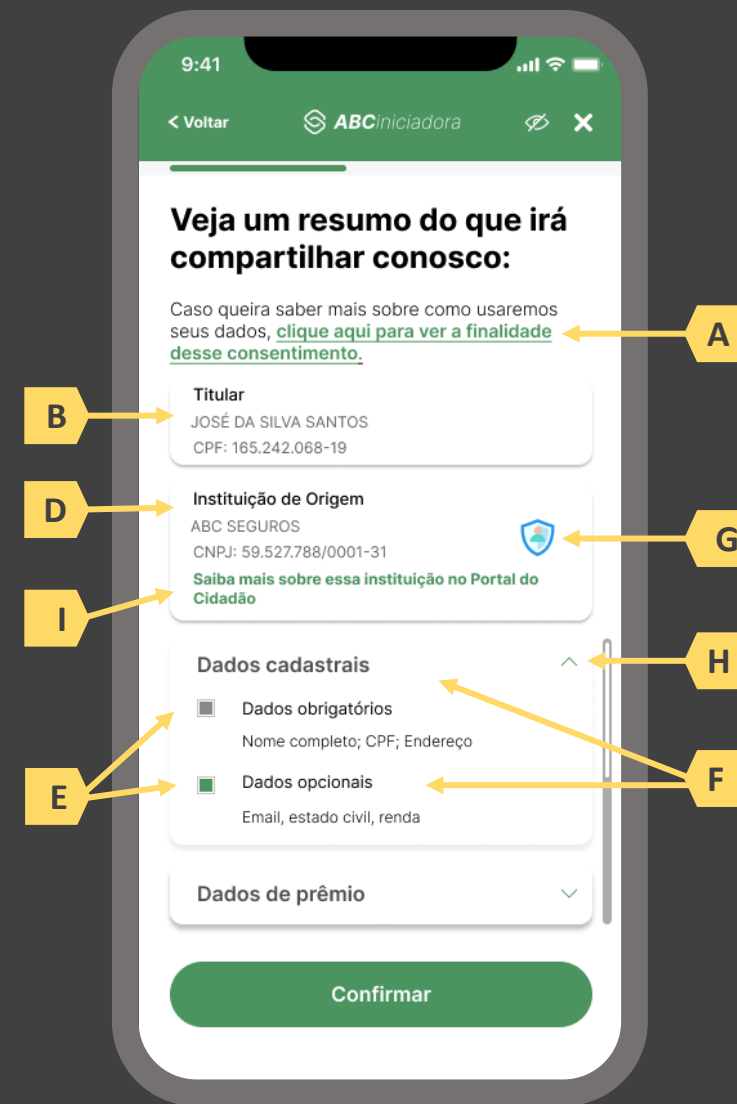 9:41
Voltar
ABCiniciadora
Veja um resumo do que irá
compartilhar conosco:
Caso queira saber mais sobre como usaremos
seus dados, clique aqui para ver a finalidade
desse consentimento.
A
Titular
JOSÉ DA SILVA SANTOS
CPF: 165.242.068-19
B
Instituição de Origem
ABC SEGUROS
CNPJ: 59.527.788/0001-31
Saiba mais sobre essa instituição no Portal do
Cidadão
D
G
I
Dados cadastrais
H
Dados obrigatórios
Nome completo; CPF; Endereço
Dados opcionais
Email, estado civil, renda
E
F
Dados de prêmio
Confirmar